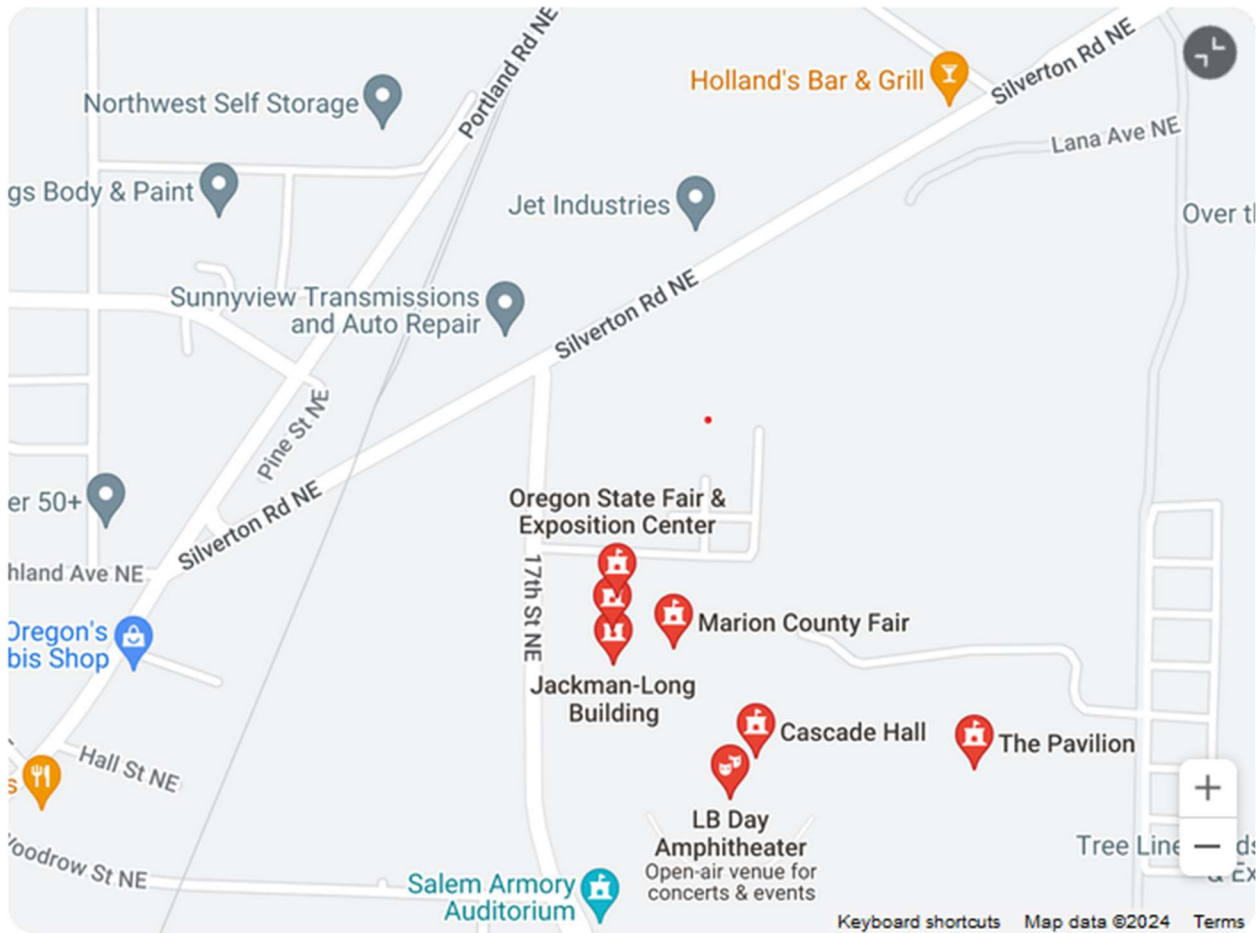 Portland Rd NE
Holland's Bar & Grill
Silverton Rd NE
Northwest Self Storage
Lana Ave NE
gs Body & Paint
Jet Industries
Over t
Sunnyview Transmissions
and Auto Repair
Silverton Rd NE
Pine St NE
er 50+
Silverton Rd NE
Oregon State Fair &
Exposition Center
hland Ave NE
17th St NE
Oregon's
bis Shop
Marion County Fair
Jackman-Long
Building
Cascade Hall
The Pavilion
Hall St NE
s
LB Day
Amphitheater
Open-air venue for
concerts & events
Tree Line ds
& Ex
oodrow St NE
Salem Armory
Auditorium
Keyboard shortcuts Map data ©2024 Terms